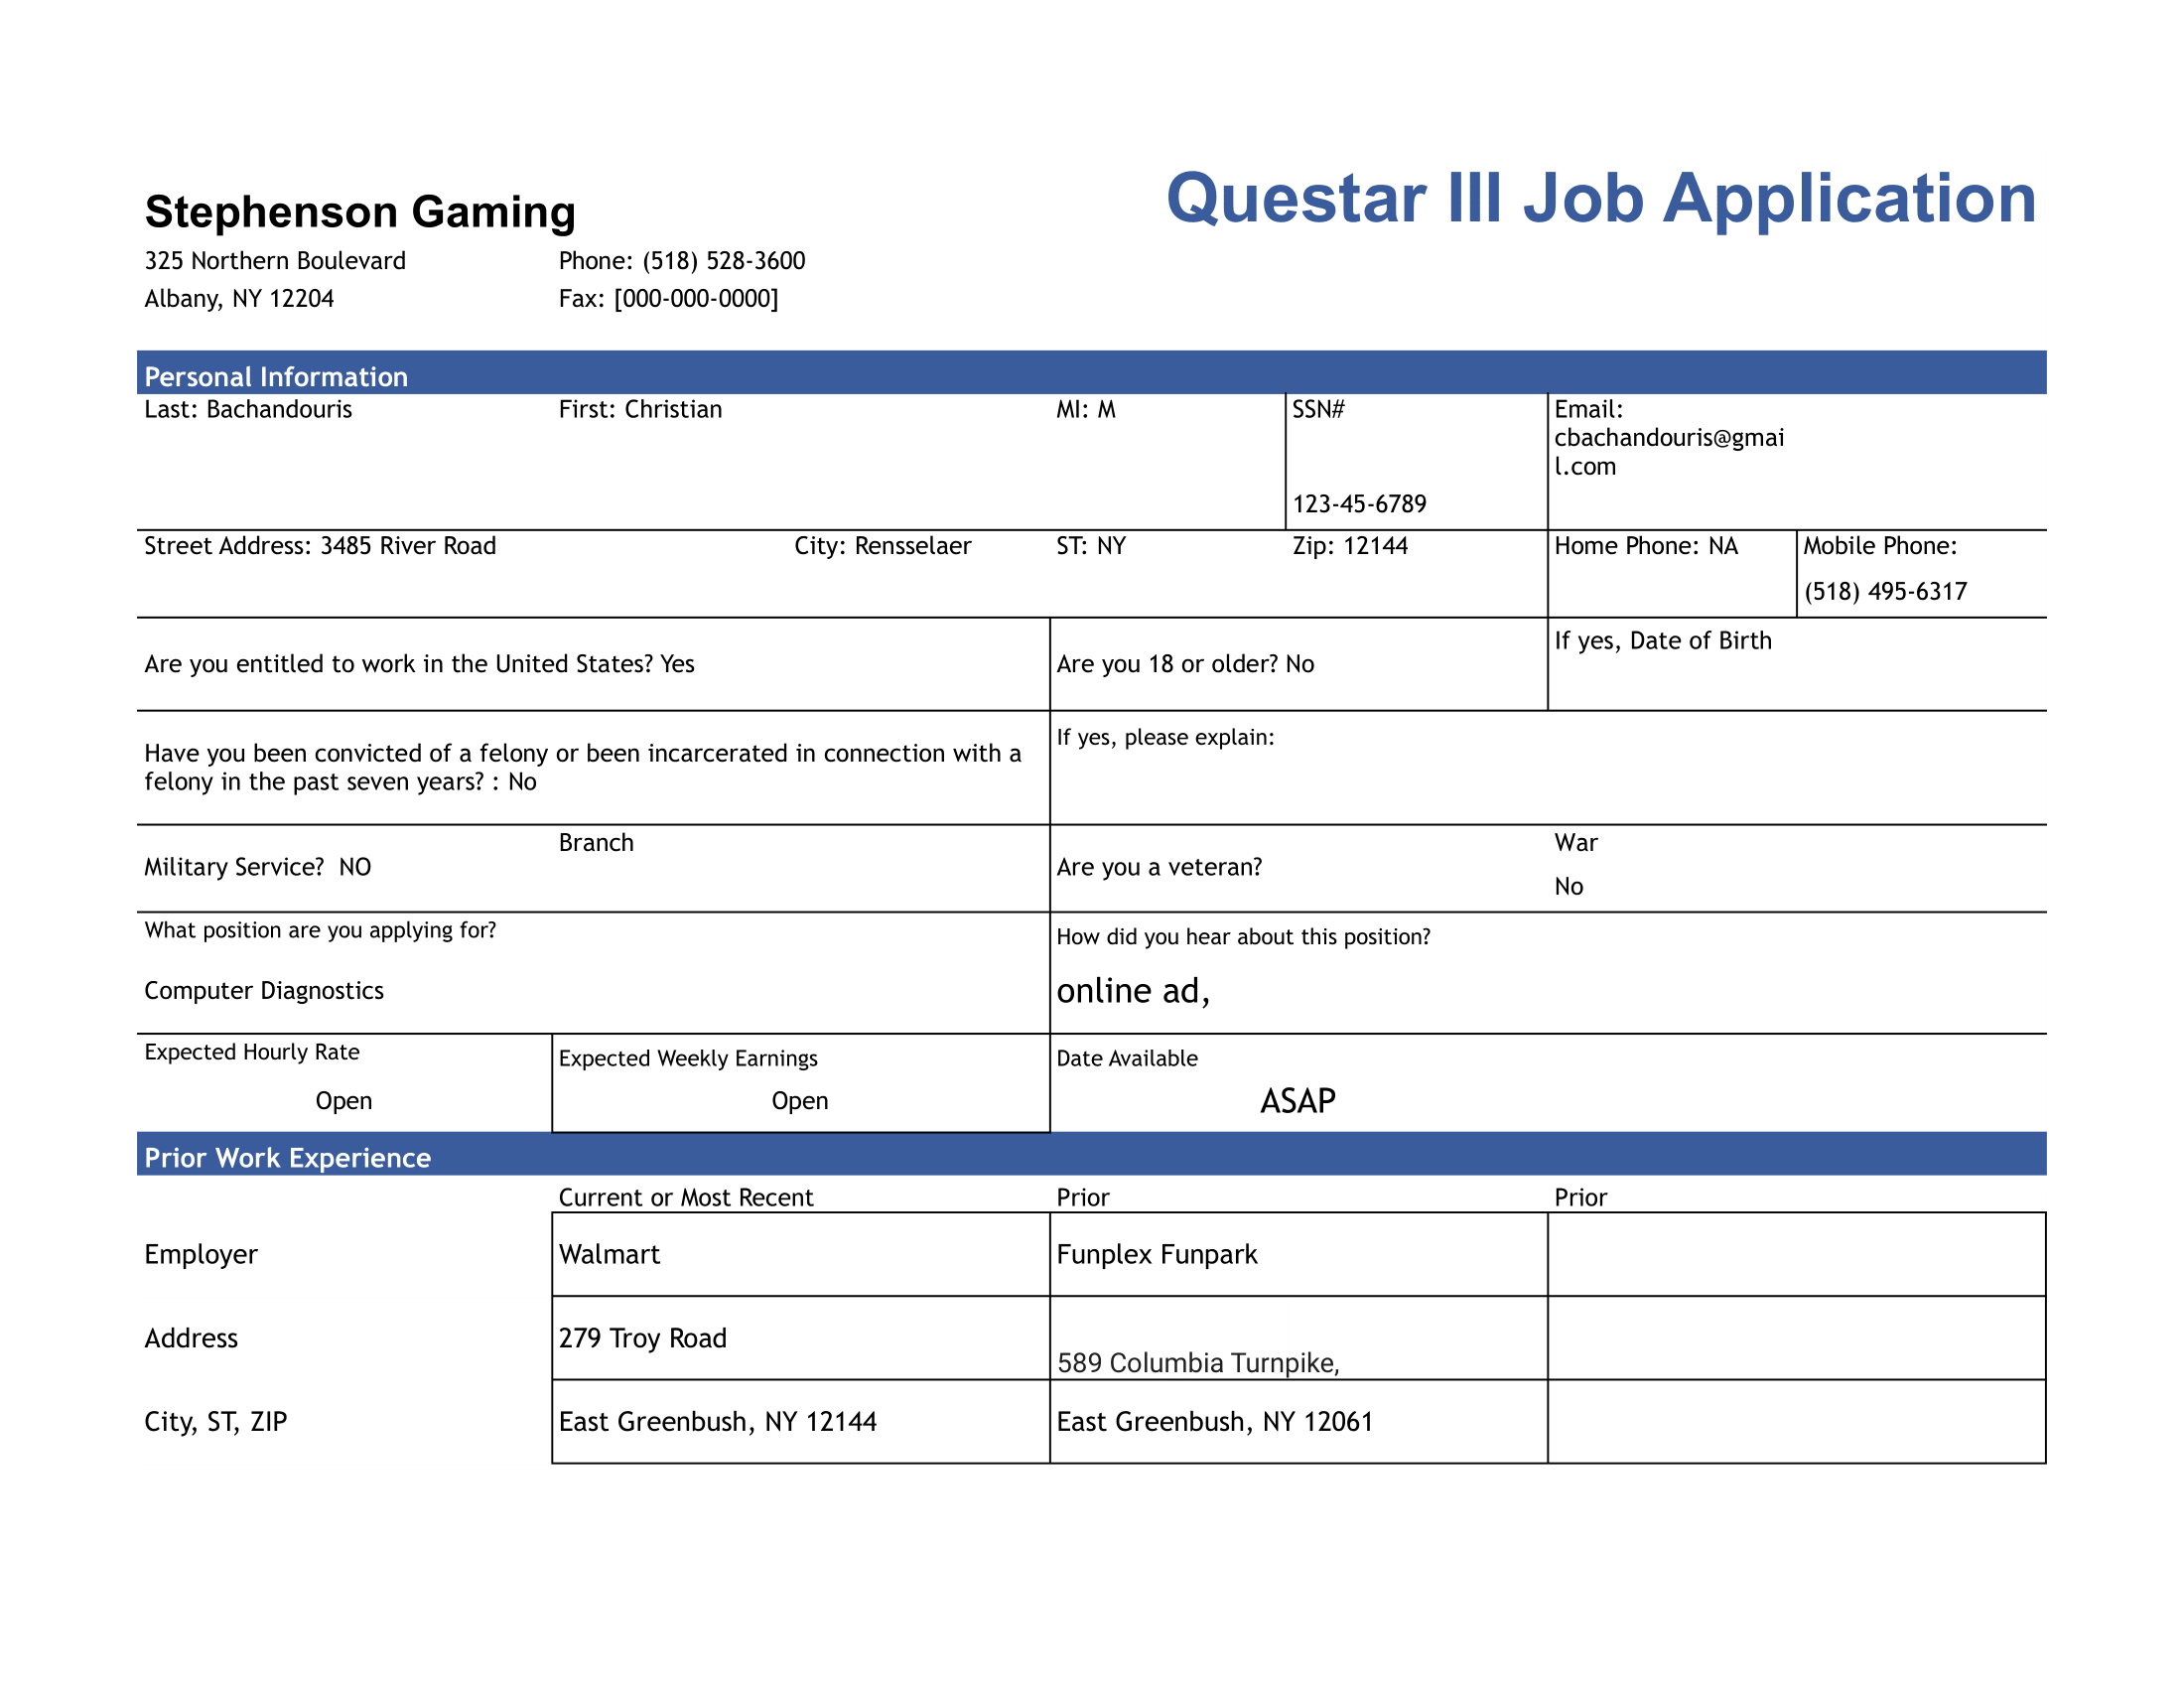 Stephenson Gaming
Questar III Job Application
325 Northern Boulevard
Phone: (518) 528-3600
Albany, NY 12204
Fax: [000-000-0000]
Personal Information
Last: Bachandouris
First: Christian
MI: M
SSN#
123-45-6789
Email:
cbachandouris@gmai
l.com
Street Address: 3485 River Road
City: Rensselaer
ST: NY
Zip: 12144
Home Phone: NA
Mobile Phone:
(518) 495-6317
Are you entitled to work in the United States? Yes
Are you 18 or older? No
If yes, Date of Birth
Have you been convicted of a felony or been incarcerated in connection with a
felony in the past seven years? : No
If yes, please explain:
Military Service?  NO
Branch
Are you a veteran?
War
No
What position are you applying for?
Computer Diagnostics
How did you hear about this position?
online ad,
Expected Hourly Rate
Open
Expected Weekly Earnings
Open
Date Available
ASAP
Prior Work Experience
Current or Most Recent
Prior
Prior
Employer
Walmart
Funplex Funpark
Address
279 Troy Road
589 Columbia Turnpike,
City, ST, ZIP
East Greenbush, NY 12144
East Greenbush, NY 12061